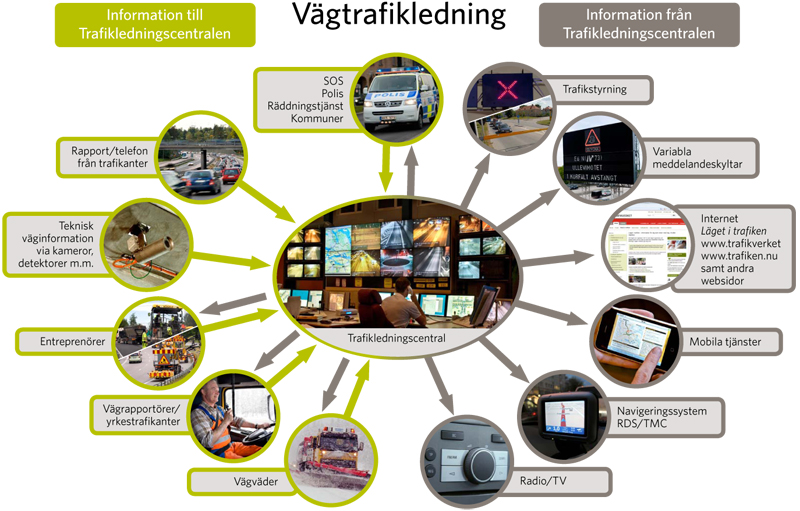 Vägtrafikledning
Information till
Trafikledningscentralen
Information från
Trafikledningscentralen
SOS
Polis
Räddningstjänst
Kommuner
POLIS
Trafikstyrning
Rapport/telefon
från trafikanter
Variabla
meddelandeskyltar
Teknisk
väginformation
via kameror,
detektorer m.m.
Internet
Läget i trafiken
www.trafikverket
www.trafiken.nu
samt andra
websidor
Trafikledningscentral
Entreprenörer
Mobila tjänster
Vägrapportörer/
yrkestrafikanter
Navigeringssystem
RDS/TMC
Vägväder
Radio/TV